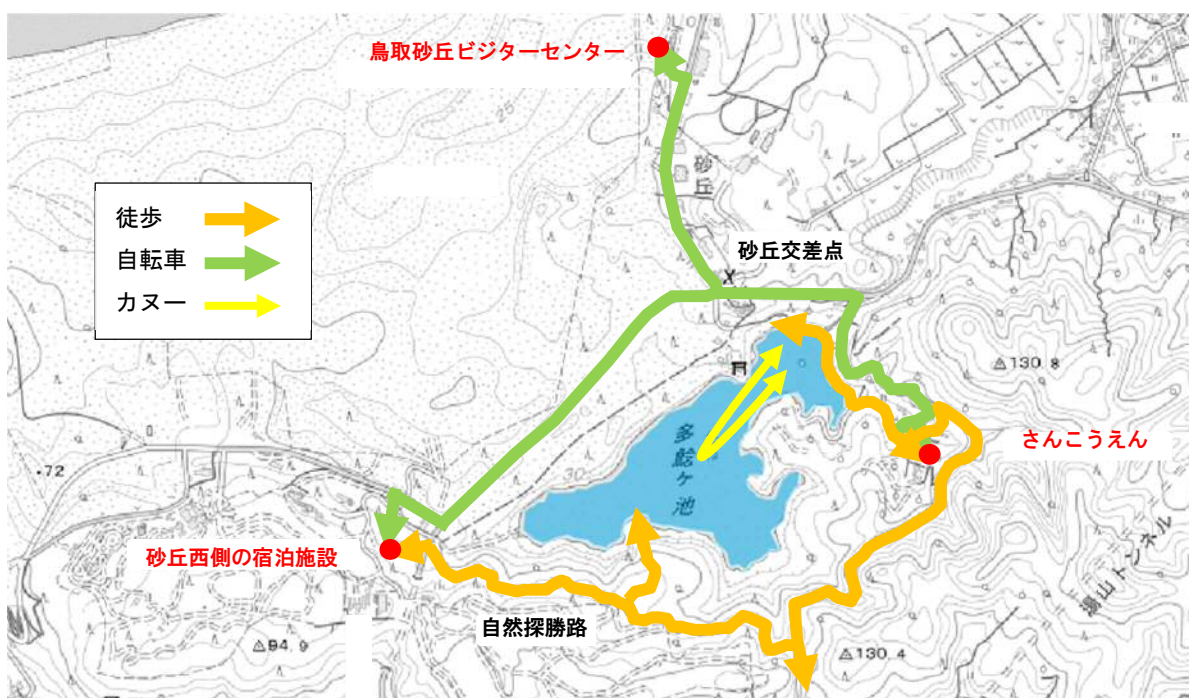 鳥取砂丘ビジターセンター
25
砂丘
徒歩
自転車
カヌー
砂丘交差点
△130.8
多鯰ヶ池
30
さんこうえん
・72
砂丘西側の宿泊施設
湯山トンネル
自然探勝路
△94.9
△130.4